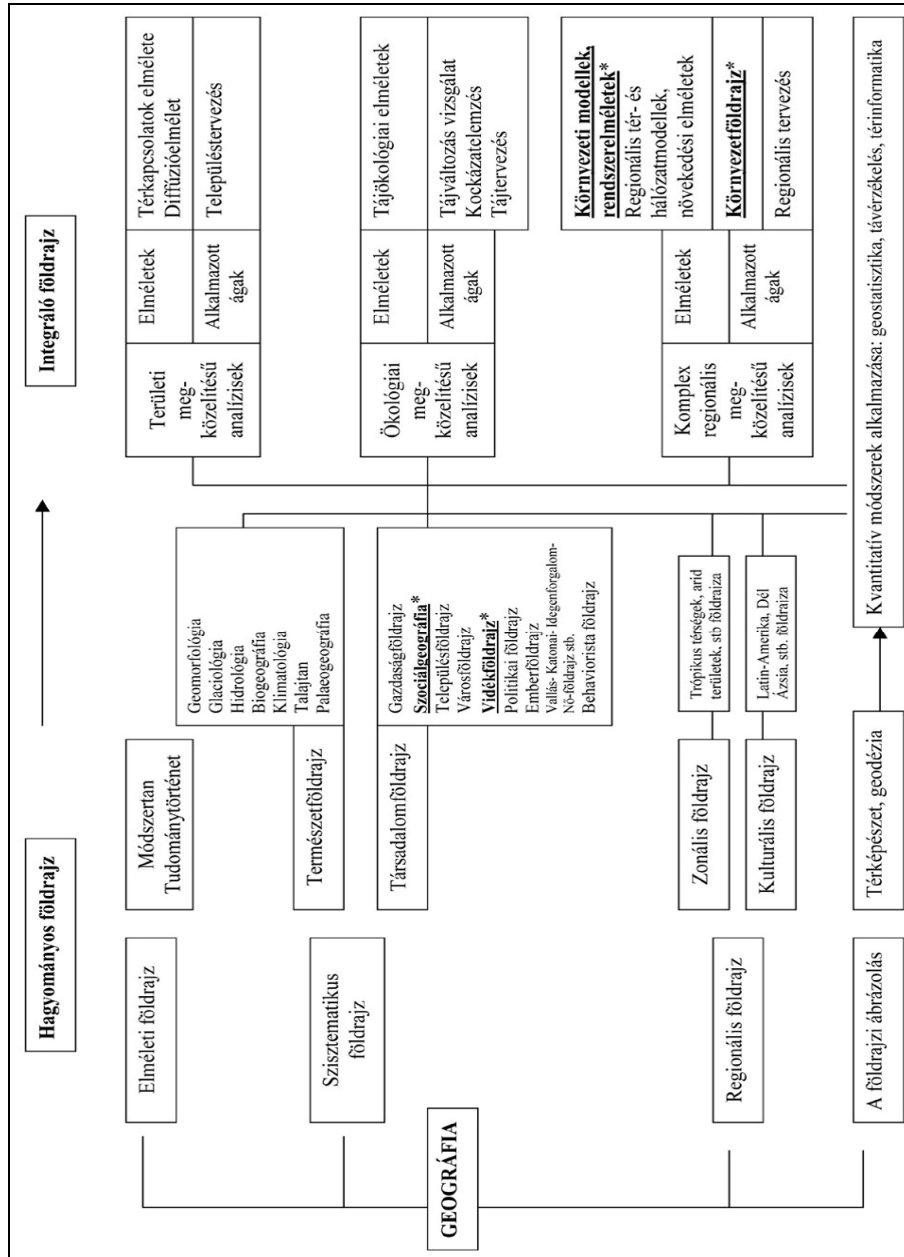 Hagyományos földrajz
Integráló földrajz
GEOGRÁFIA
Elméleti földrajz
Módszertan
Tudománytörténet
Szisztematikus
földrajz
Természetföldrajz
Geomorfológia
Glaciológia
Hidrológia
Biogeográfia
Klimatológia
Talajtan
Palaeogeográfia
Társadalomföldrajz
Gazdaságföldrajz
Szociálgeográfia*
Településföldrajz
Városföldrajz
Vidékföldrajz*
Politikai földrajz
Emberföldrajz
Vallás- Katonai- Idegenforgalom-
Nő-földrajz stb.
Behaviorista földrajz
Regionális földrajz
Zonális földrajz
Trópikus térségek, arid
területek, stb földraiza
Kulturális földrajz
Latin-Amerika, Dél
Ázsia, stb. földraiza
A földrajzi ábrázolás
Térképészet, geodézia
Kvantitatív módszerek alkalmazása: geostatisztika, távérzékelés, térinformatika
Területi
meg-
közelítésű
analízisek
Elméletek
Térkapcsolatok elmélete
Diffúzióelmélet
Alkalmazott
ágak
Településtervezés
Ökológiai
meg-
közelítésű
analízisek
Elméletek
Tájökológiai elméletek
Alkalmazott
ágak
Tájváltozás vizsgálat
Kockázatelemzés
Tájtervezés
Komplex
regionális
meg-
közelítésű
analízisek
Elméletek
Környezeti modellek,
rendszerelméletek*
Regionális tér- és
hálózatmodellek,
növekedési elméletek
Alkalmazott
ágak
Környezetföldrajz*
Regionális tervezés